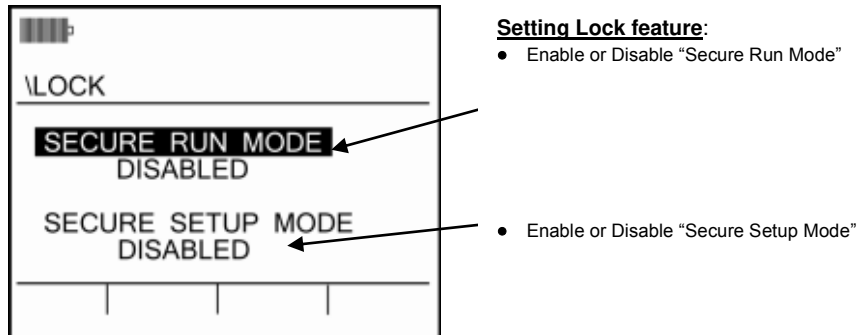 \LOCK
SECURE RUN MODE
DISABLED
SECURE SETUP MODE
DISABLED
Setting Lock feature:
● Enable or Disable “Secure Run Mode”
● Enable or Disable “Secure Setup Mode”